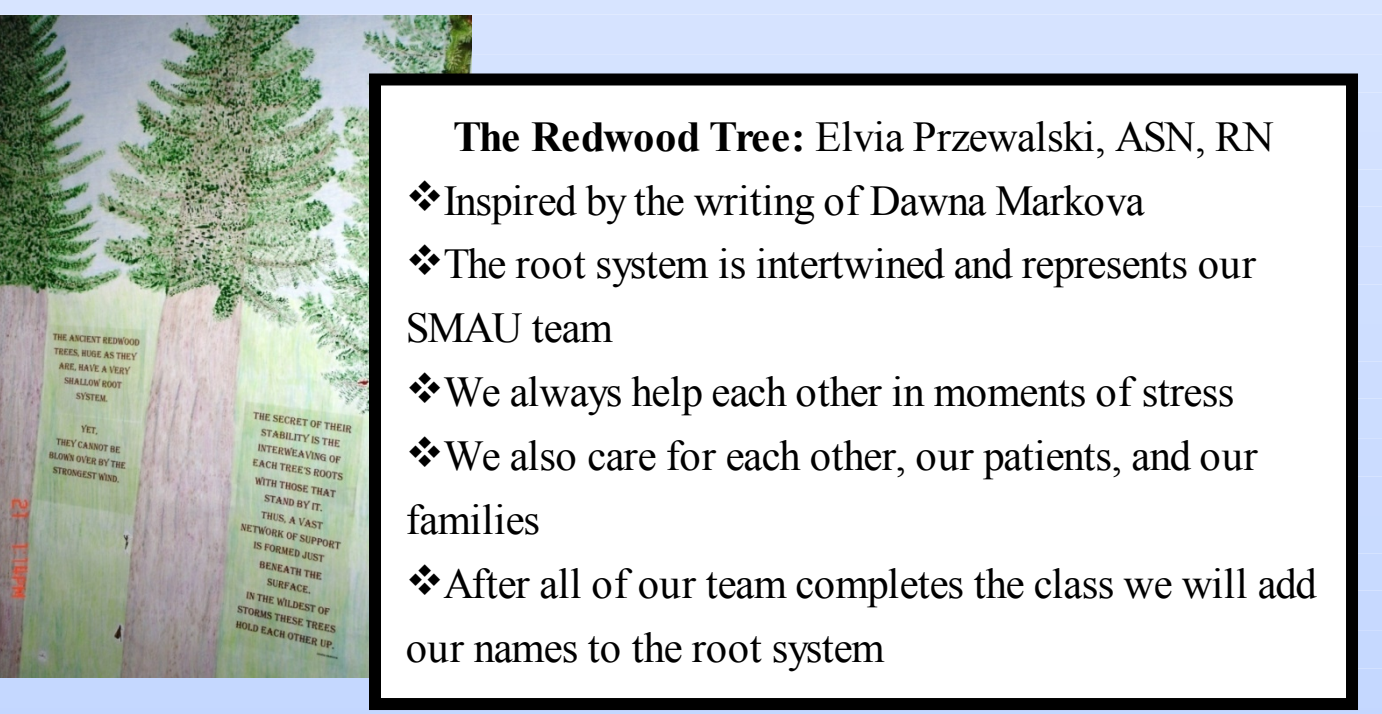 THE ANCIENT REDWOOD
TREES, HUGE AS THEY
ARE, HAVE A VERY
SHALLOW ROOT
SYSTEM.
YET,
THEY CANNOT BE
BLOWN OVER BY THE
STRONGEST WIND.
THE SECRET OF THEIR
STABILITY IS THE
INTERWEAVING OF
EACH TREE'S ROOTS
WITH THOSE THAT
STAND BY IT.
THUS, A VAST
NETWORK OF SUPPORT
IS FORMED JUST
BENEATH THE
SURFACE.
IN THE WILDEST OF
STORMS THESE TREES
HOLD EACH OTHER UP.
The Redwood Tree: Elvia Przewalski, ASN, RN
❖Inspired by the writing of Dawna Markova
❖The root system is intertwined and represents our
SMAU team
❖We always help each other in moments of stress
❖We also care for each other, our patients, and our
families
❖After all of our team completes the class we will add
our names to the root system